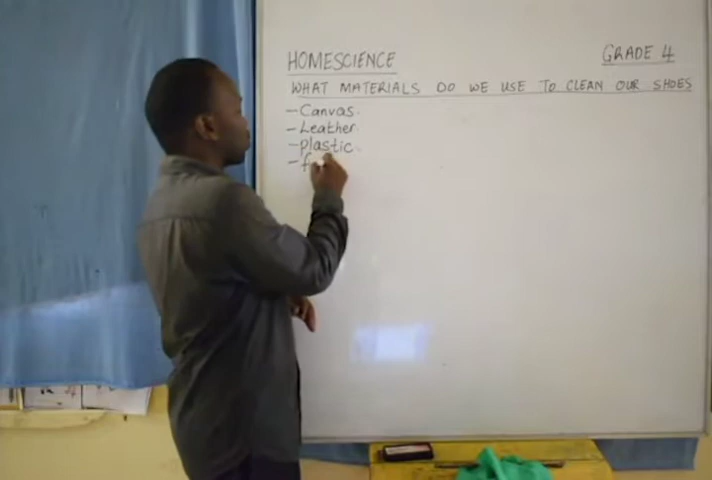 HOMESCIENCE GRADE 4
WHAT MATERIALS DO WE USE TO CLEAN OUR SHOES
- Canvas.
- Leather.
- plastic.
- f